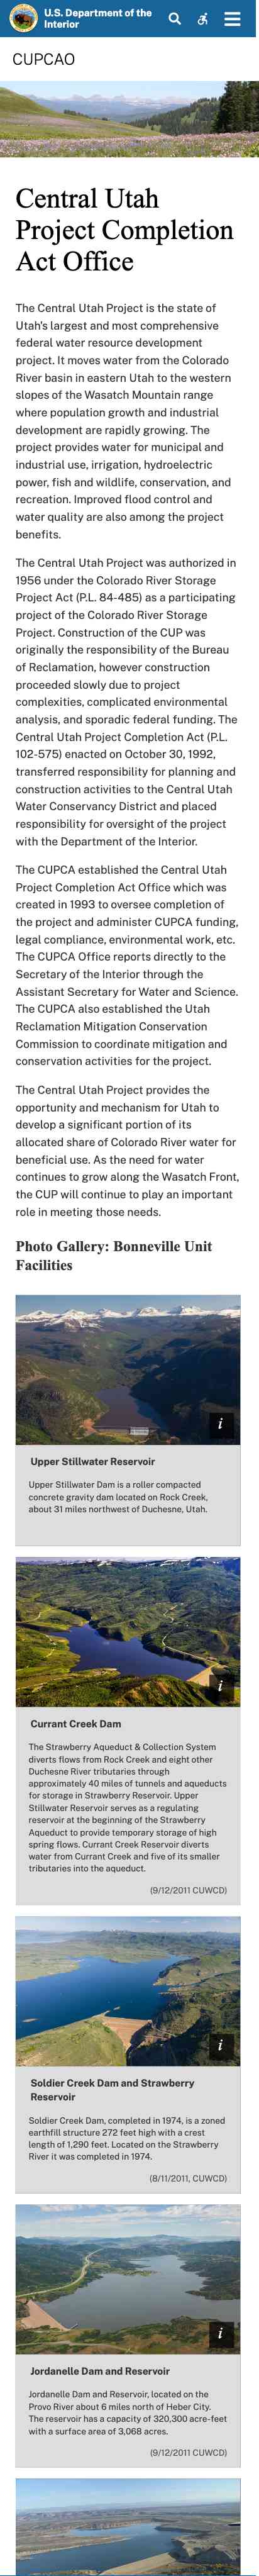 U.S. Department of the
Interior
CUPCAO
Central Utah
Project Completion
Act Office
The Central Utah Project is the state of
Utah's largest and most comprehensive
federal water resource development
project. It moves water from the Colorado
River basin in eastern Utah to the western
slopes of the Wasatch Mountain range
where population growth and industrial
development are rapidly growing. The
project provides water for municipal and
industrial use, irrigation, hydroelectric
power, fish and wildlife, conservation, and
recreation. Improved flood control and
water quality are also among the project
benefits.
The Central Utah Project was authorized in
1956 under the Colorado River Storage
Project Act (P.L. 84-485) as a participating
project of the Colorado River Storage
Project. Construction of the CUP was
originally the responsibility of the Bureau
of Reclamation, however construction
proceeded slowly due to project
complexities, complicated environmental
analysis, and sporadic federal funding. The
Central Utah Project Completion Act (P.L.
102-575) enacted on October 30, 1992,
transferred responsibility for planning and
construction activities to the Central Utah
Water Conservancy District and placed
responsibility for oversight of the project
with the Department of the Interior.
The CUPCA established the Central Utah
Project Completion Act Office which was
created in 1993 to oversee completion of
the project and administer CUPCA funding,
legal compliance, environmental work, etc.
The CUPCA Office reports directly to the
Secretary of the Interior through the
Assistant Secretary for Water and Science.
The CUPCA also established the Utah
Reclamation Mitigation Conservation
Commission to coordinate mitigation and
conservation activities for the project.
The Central Utah Project provides the
opportunity and mechanism for Utah to
develop a significant portion of its
allocated share of Colorado River water for
beneficial use. As the need for water
continues to grow along the Wasatch Front,
the CUP will continue to play an important
role in meeting those needs.
Photo Gallery: Bonneville Unit
Facilities
i
Upper Stillwater Reservoir
Upper Stillwater Dam is a roller compacted
concrete gravity dam located on Rock Creek,
about 31 miles northwest of Duchesne, Utah.
i
Currant Creek Dam
The Strawberry Aqueduct & Collection System
diverts flows from Rock Creek and eight other
Duchesne River tributaries through
approximately 40 miles of tunnels and aqueducts
for storage in Strawberry Reservoir. Upper
Stillwater Reservoir serves as a regulating
reservoir at the beginning of the Strawberry
Aqueduct to provide temporary storage of high
spring flows. Currant Creek Reservoir diverts
water from Currant Creek and five of its smaller
tributaries into the aqueduct.
(9/12/2011 CUWCD)
i
Soldier Creek Dam and Strawberry
Reservoir
Soldier Creek Dam, completed in 1974, is a zoned
earthfill structure 272 feet high with a crest
length of 1,290 feet. Located on the Strawberry
River it was completed in 1974.
(8/11/2011, CUWCD)
i
Jordanelle Dam and Reservoir
Jordanelle Dam and Reservoir, located on the
Provo River about 6 miles north of Heber City.
The reservoir has a capacity of 320,300 acre-feet
with a surface area of 3,068 acres.
(9/12/2011 CUWCD)